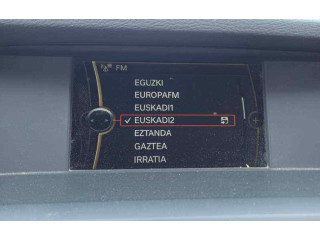 FM
EGUZKI
EUROPAFM
EUSKADI1
EUSKADI2
EZTANDA
GAZTEA
IRRATIA